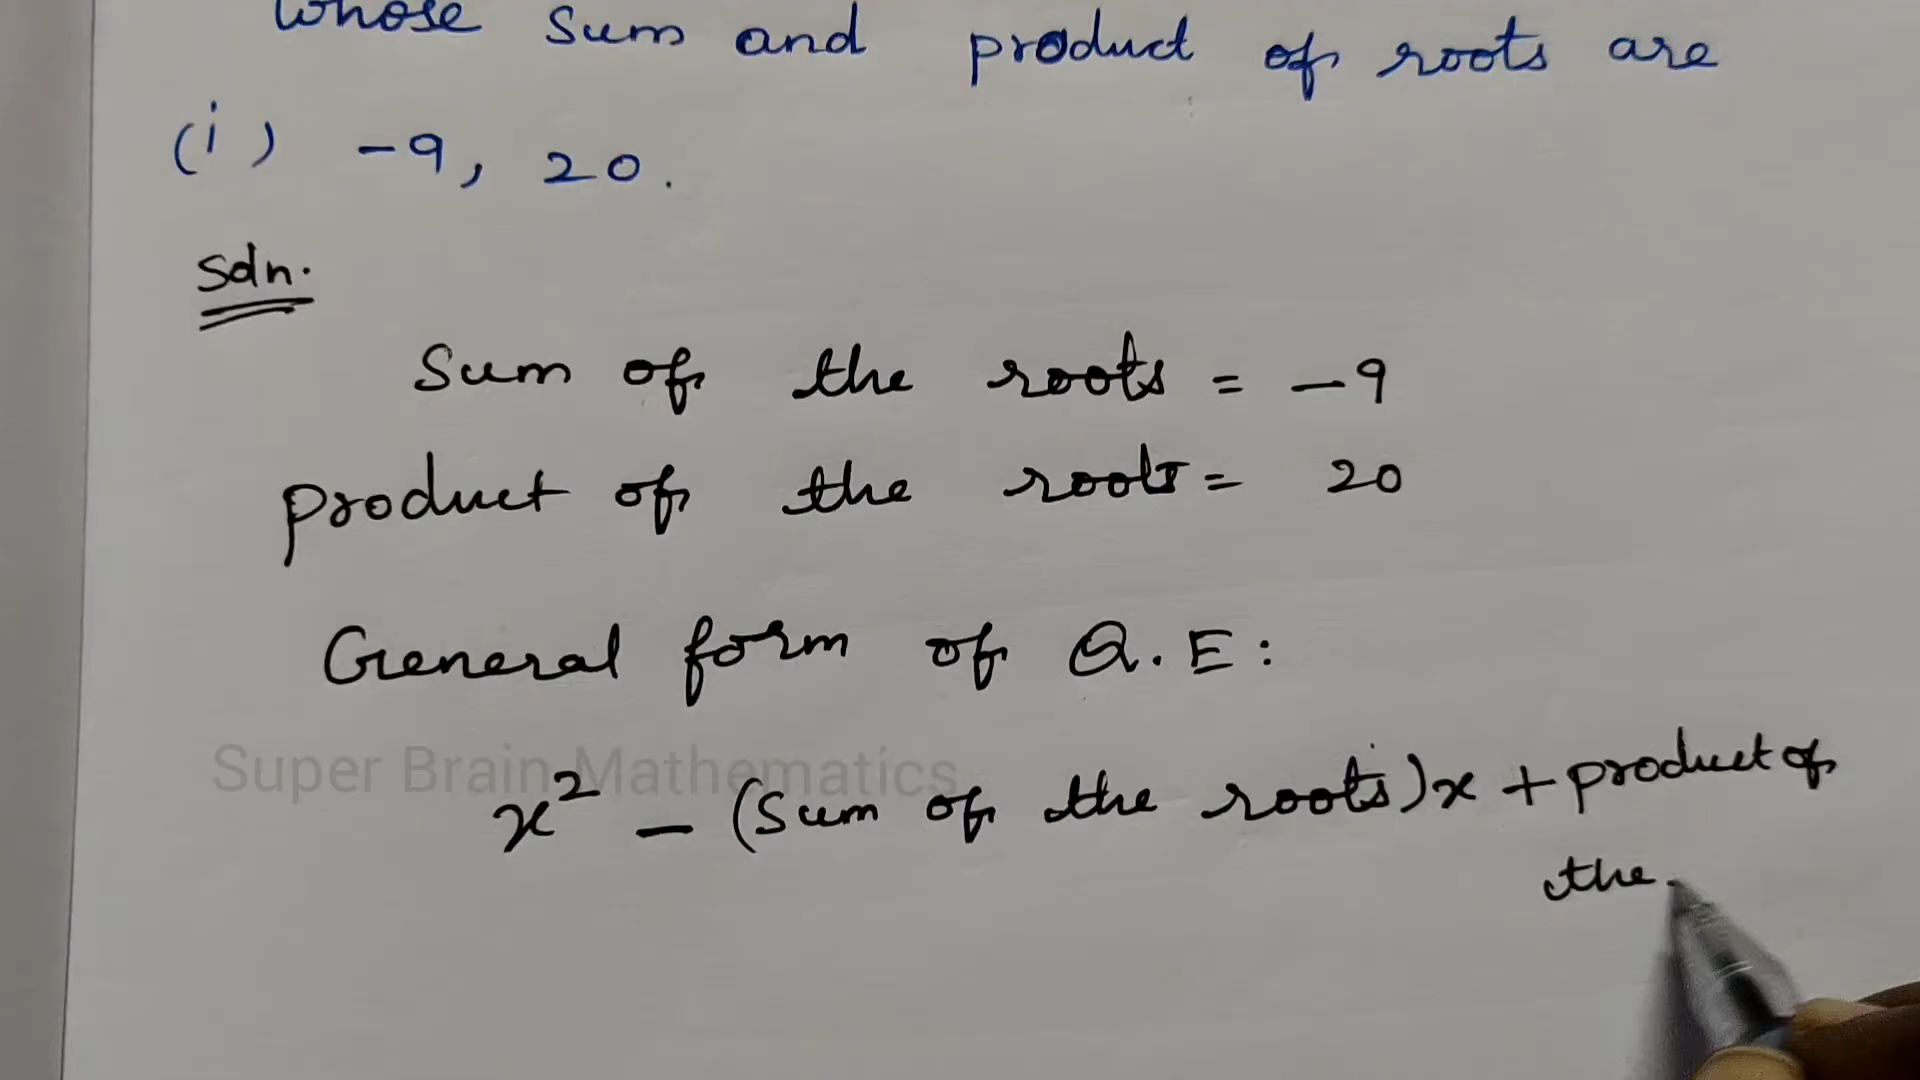 whose sum and product of roots are
(i) -9, 20.
Soln.
Sum of the roots = -9
product of the roots = 20
General form of Q.E:
Super Brain Mathematics
x² - (Sum of the roots)x + product of
the